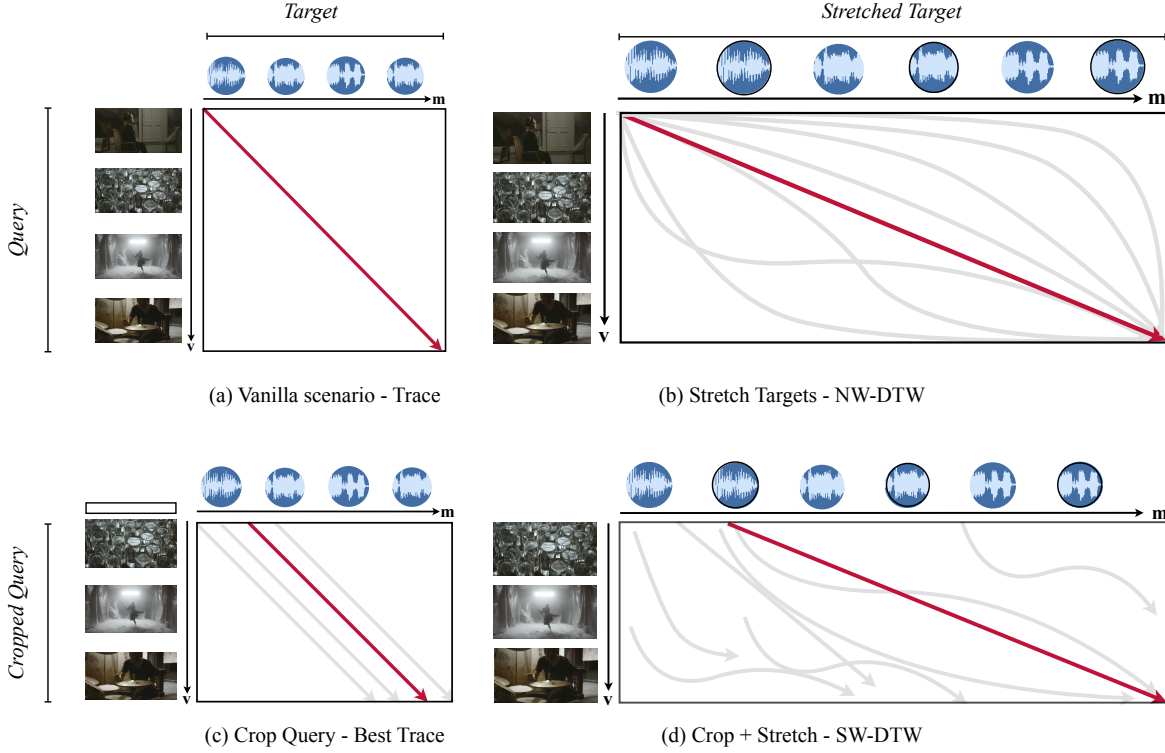 Target
Stretched Target
m
m
Query
v
v
(a) Vanilla scenario - Trace
(b) Stretch Targets - NW-DTW
m
m
Cropped Query
v
v
(c) Crop Query - Best Trace
(d) Crop + Stretch - SW-DTW